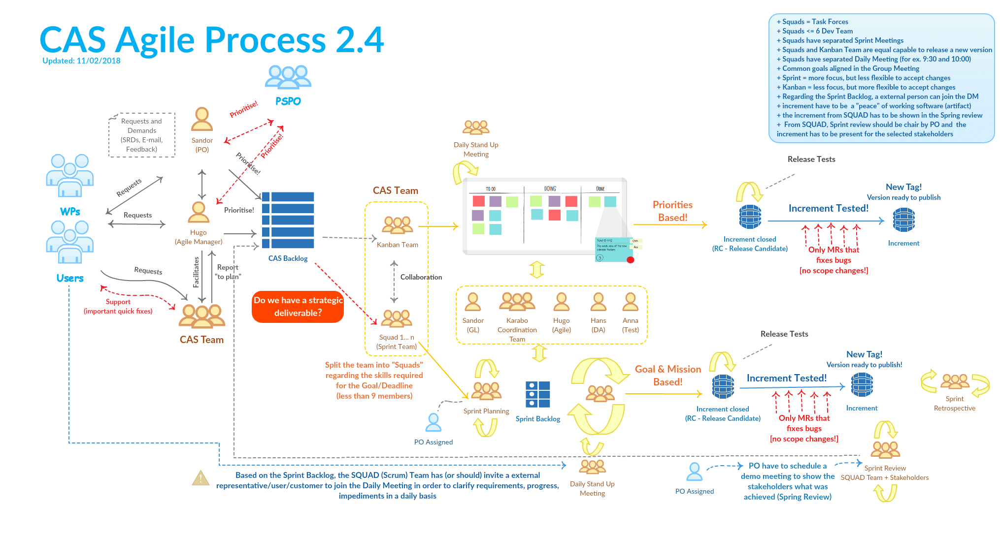 CAS Agile Process 2.4
Updated: 11/02/2018
+ Squads = Task Forces
+ Squads <= 6 Dev Team
+ Squads have separated Sprint Meetings
+ Squads and Kanban Team are equal capable to release a new version
+ Squads have separated Daily Meeting (for ex. 9:30 and 10:00)
+ Common goals aligned in the Group Meeting
+ Sprint = more focus, but less flexible to accept changes
+ Kanban = less focus, but more flexible to accept changes
+ Regarding the Sprint Backlog, a external person can join the DM
+ increment have to be  a "peace" of working software (artifact)
+ the increment from SQUAD has to be shown in the Spring review
+  From SQUAD, Sprint review should be chair by PO and  the
increment has to be present for the selected stakeholders
PSPO
Prioritise!
Prioritise!
Prioritise!
Requests and
Demands
(SRDs, E-mail,
Feedback)
Sandor
(PO)
WPs
Requests
Requests
Hugo
(Agile Manager)
Prioritise!
CAS Backlog
Users
Requests
Facilitates
Report
"to plan"
Support
(important quick fixes)
CAS Team
Do we have a strategic
deliverable?
CAS Team
Kanban Team
Collaboration
Squad 1... n
(Sprint Team)
Split the team into "Squads"
regarding the skills required
for the Goal/Deadline
(less than 9 members)
Daily Stand Up
Meeting
TO DO
DOING
DONE
Ticket ID #12
The week view of the new
calendar feature
3
Chris
Alex
Priorities
Based!
Release Tests
Increment closed
(RC - Release Candidate)
Increment Tested!
New Tag!
Version ready to publish
Increment
Only MRs that
fixes bugs
[no scope changes!]
Sandor
(GL)
Karabo
Coordination
Team
Hugo
(Agile)
Hans
(DA)
Anna
(Test)
Sprint Planning
PO Assigned
Sprint Backlog
Goal & Mission
Based!
Release Tests
Increment closed
(RC - Release Candidate)
Increment Tested!
New Tag!
Version ready to publish!
Increment
Only MRs that
fixes bugs
[no scope changes!]
Sprint
Retrospective
Based on the Sprint Backlog, the SQUAD (Scrum) Team has (or should) invite a external
representative/user/customer to join the Daily Meeting in order to clarify requirements, progress,
impediments in a daily basis
Daily Stand Up
Meeting
PO Assigned
PO have to schedule a
demo meeting to show the
stakeholders what was
achieved (Spring Review)
Sprint Review
SQUAD Team + Stakeholders